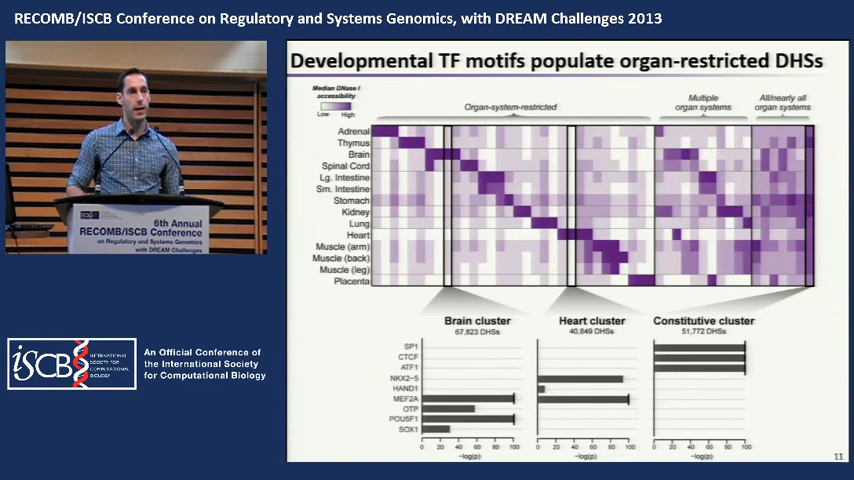 RECOMB/ISCB Conference on Regulatory and Systems Genomics, with DREAM Challenges 2013
6th Annual
RECOMB/ISCB Conference
on Regulatory and Systems Genomics
with DREAM Challenges
iSCB
INTERNATIONAL
SOCIETY FOR
COMPUTATIONAL
BIOLOGY
An Official Conference of
the International Society
for Computational Biology
Developmental TF motifs populate organ-restricted DHSs
Median DNase I
accessibility
Low High
Organ-system-restricted
Multiple
organ systems
All/nearly all
organ systems
Adrenal
Thymus
Brain
Spinal Cord
Lg. Intestine
Sm. Intestine
Stomach
Kidney
Lung
Heart
Muscle (arm)
Muscle (back)
Muscle (leg)
Placenta
Brain cluster
67,823 DHSs
Heart cluster
40,849 DHSs
Constitutive cluster
51,772 DHSs
SP1
CTCF
ATF1
NKX2-5
HAND1
MEF2A
OTP
POU5F1
SOX1
0 20 40 60 80 100
0 20 40 60 80 100
0 20 40 60 80 100
-log(p)
-log(p)
-log(p)
11